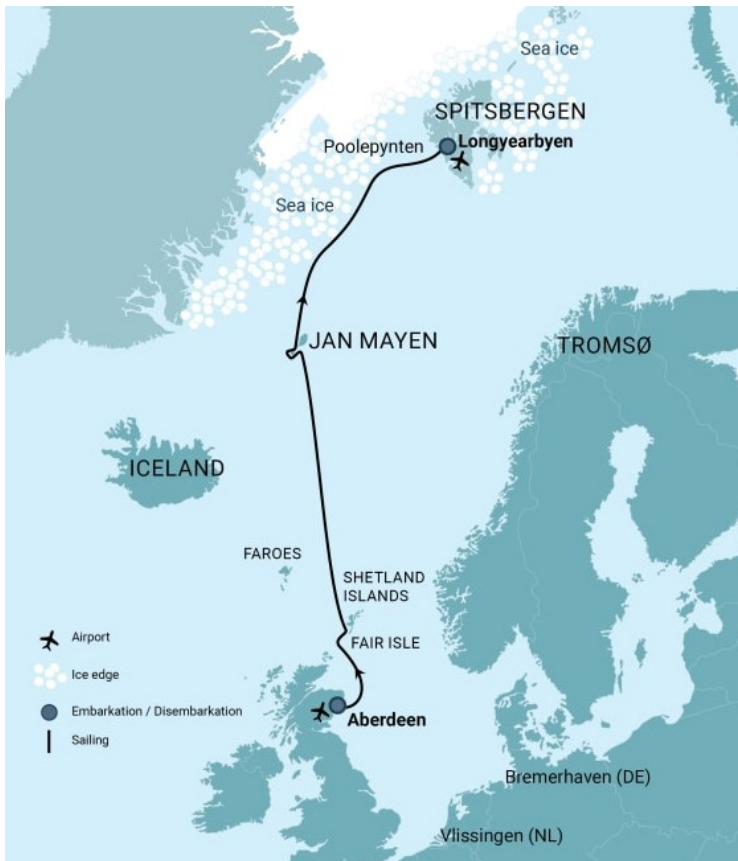 Sea ice
SPITSBERGEN
Poolepynten
Longyearbyen
Sea ice
JAN MAYEN
TROMSØ
ICELAND
FAROES
SHETLAND
ISLANDS
FAIR ISLE
Airport
Ice edge
Embarkation / Disembarkation
Sailing
Aberdeen
Bremerhaven (DE)
Vlissingen (NL)